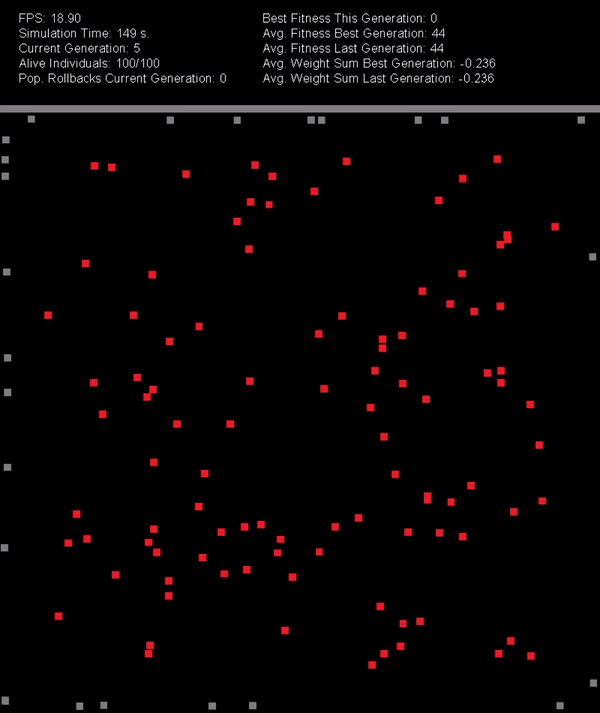 FPS: 18.90
Simulation Time: 149 s.
Current Generation: 5
Alive Individuals: 100/100
Pop. Rollbacks Current Generation: 0
Best Fitness This Generation: 0
Avg. Fitness Best Generation: 44
Avg. Fitness Last Generation: 44
Avg. Weight Sum Best Generation: -0.236
Avg. Weight Sum Last Generation: -0.236